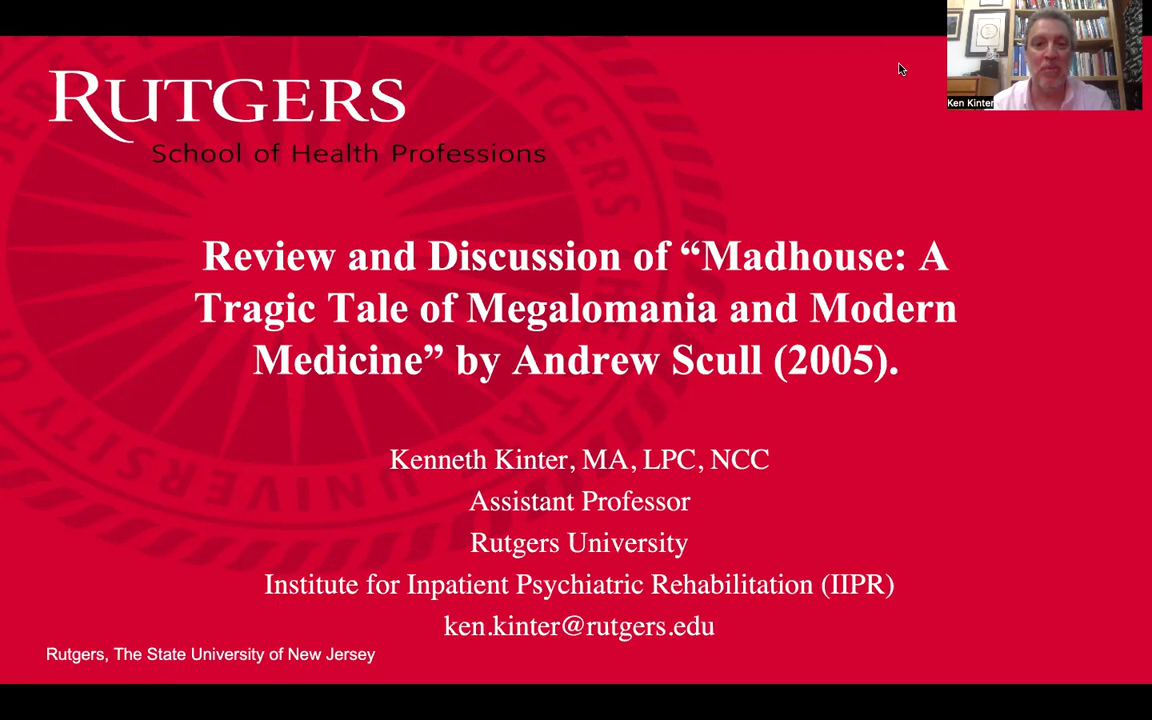 RUTGERS
School of Health Professions
Ken Kinter
Review and Discussion of “Madhouse: A
Tragic Tale of Megalomania and Modern
Medicine” by Andrew Scull (2005).
Kenneth Kinter, MA, LPC, NCC
Assistant Professor
Rutgers University
Institute for Inpatient Psychiatric Rehabilitation (IIPR)
ken.kinter@rutgers.edu
Rutgers, The State University of New Jersey